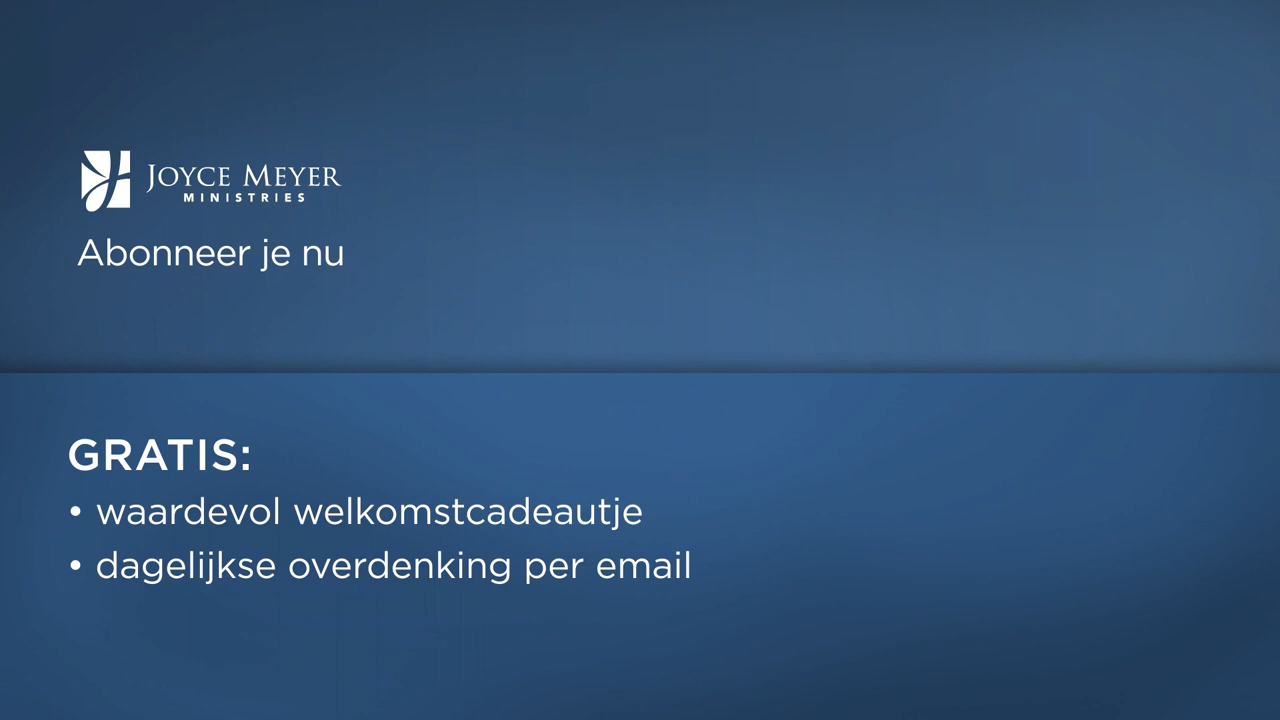 JOYCE MEYER
MINISTRIES
Abonneer je nu
GRATIS:
• waardevol welkomstcadeautje
• dagelijkse overdenking per email